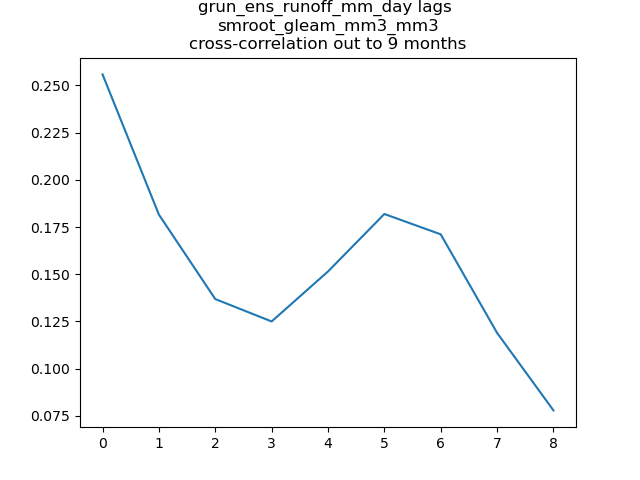 grun_ens_runoff_mm_day lags
smroot_gleam_mm3_mm3
cross-correlation out to 9 months
0.250
0.225
0.200
0.175
0.150
0.125
0.100
0.075
0 1 2 3 4 5 6 7 8